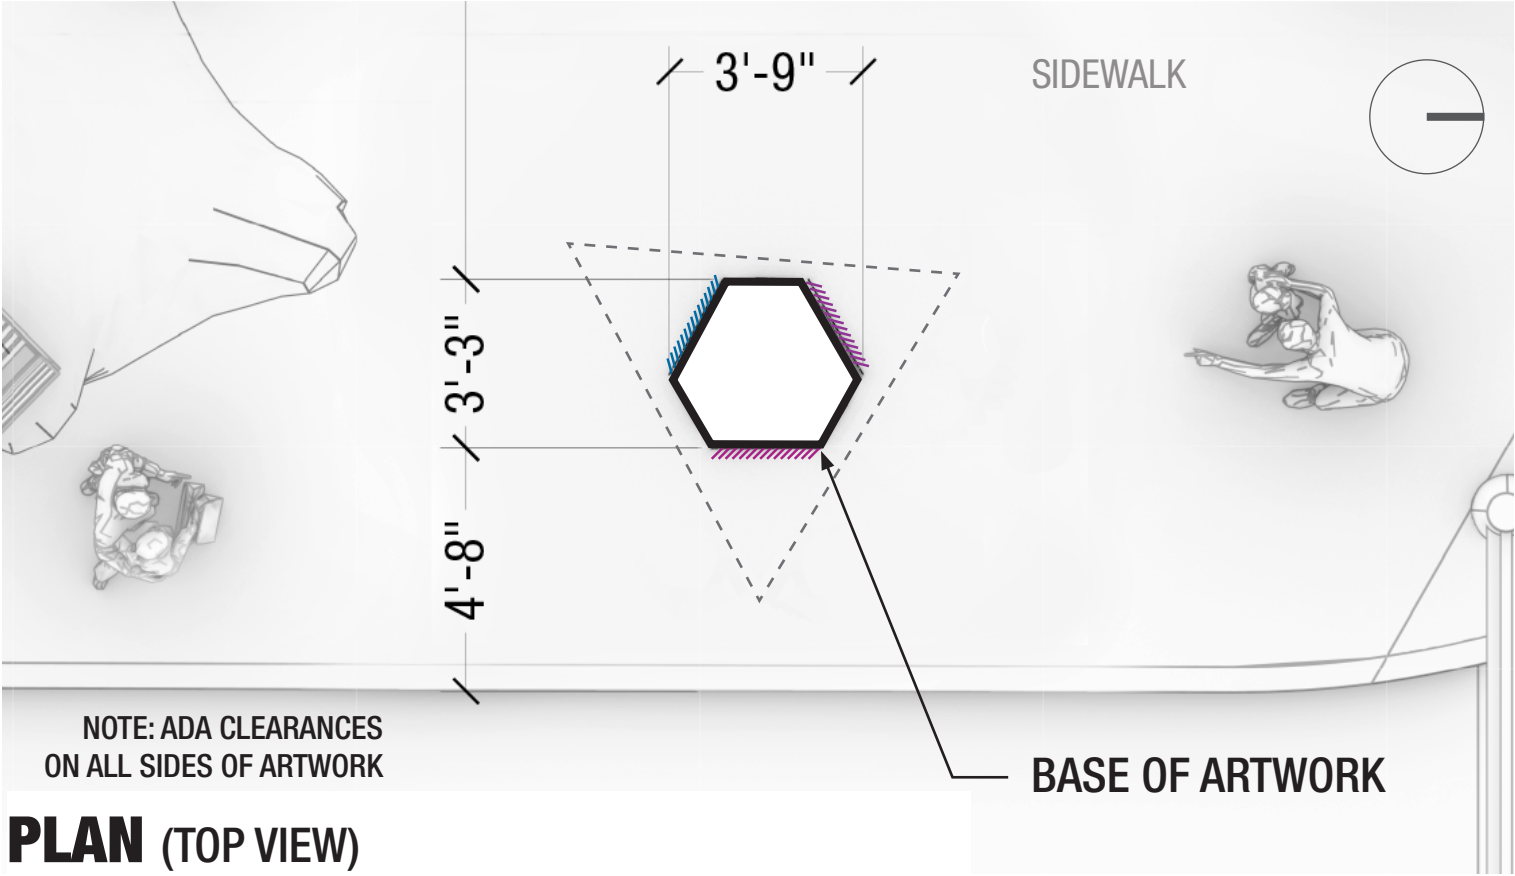 3'-9"
SIDEWALK
3'-3"
4'-8"
NOTE: ADA CLEARANCES
ON ALL SIDES OF ARTWORK
BASE OF ARTWORK
PLAN (TOP VIEW)